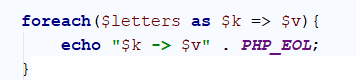 foreach($letters as $k => $v){
    echo "$k -> $v" . PHP_EOL;
}